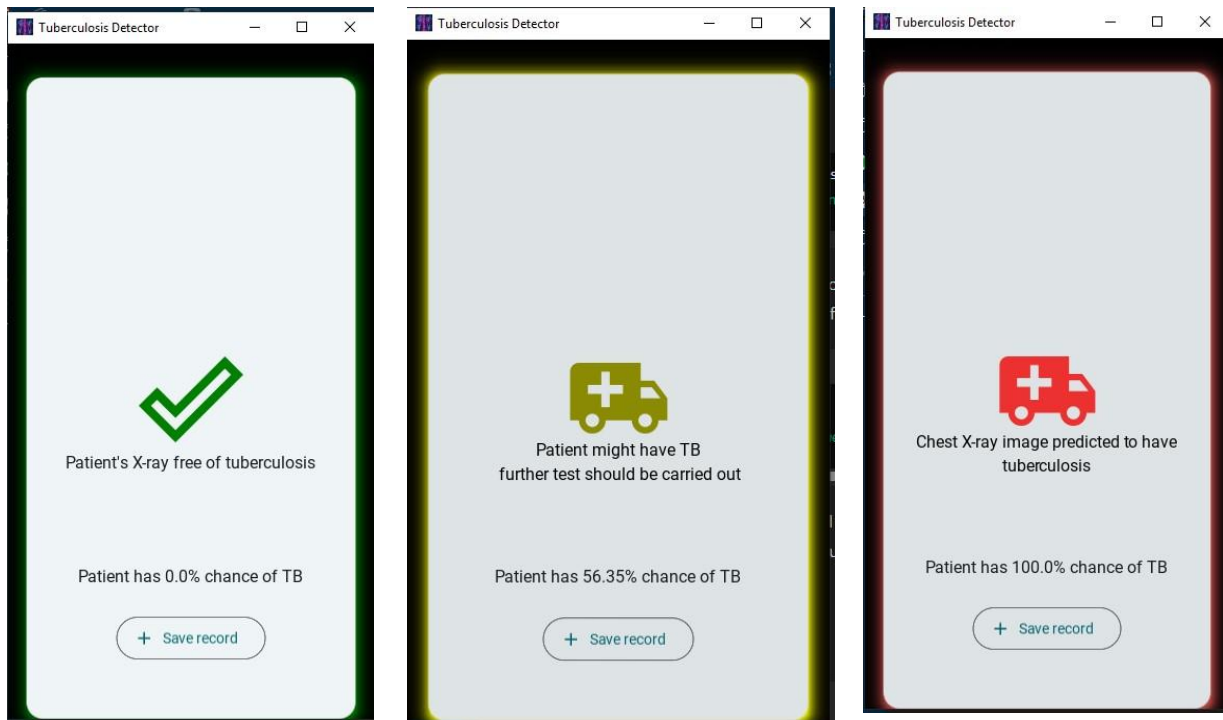 Tuberculosis Detector
Patient's X-ray free of tuberculosis
Patient has 0.0% chance of TB
+ Save record
Tuberculosis Detector
Patient might have TB
further test should be carried out
Patient has 56.35% chance of TB
+ Save record
Tuberculosis Detector
Chest X-ray image predicted to have
tuberculosis
Patient has 100.0% chance of TB
+ Save record